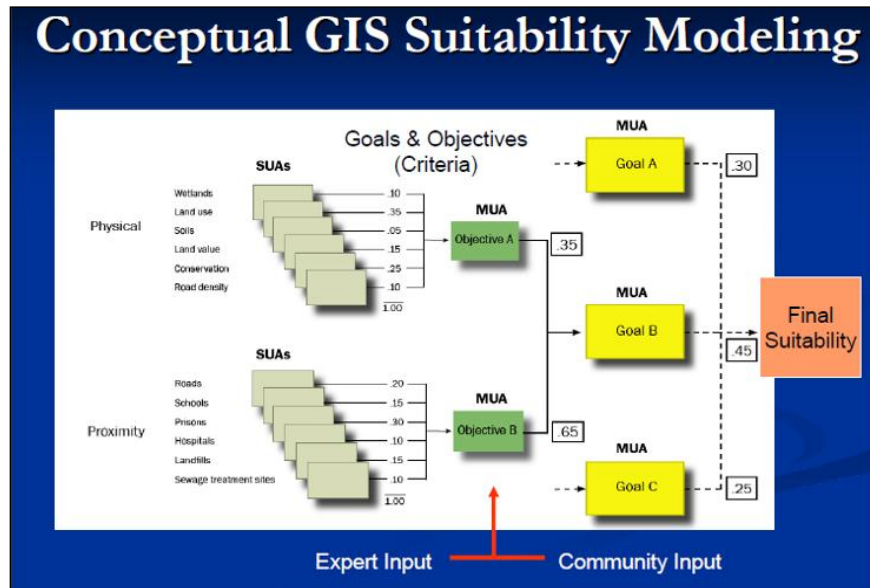 Conceptual GIS Suitability Modeling
Goals & Objectives
(Criteria)
SUAs
Physical
Wetlands .10
Land use .35
Soils .05
Land value .15
Conservation .25
Road density .10
1.00
MUA
Objective A
.35
SUAs
Proximity
Roads .20
Schools .15
Prisons .30
Hospitals .10
Landfills .15
Sewage treatment sites .10
1.00
MUA
Objective B
.65
MUA
Goal A
.30
MUA
Goal B
.45
MUA
Goal C
.25
Final
Suitability
Expert Input
Community Input